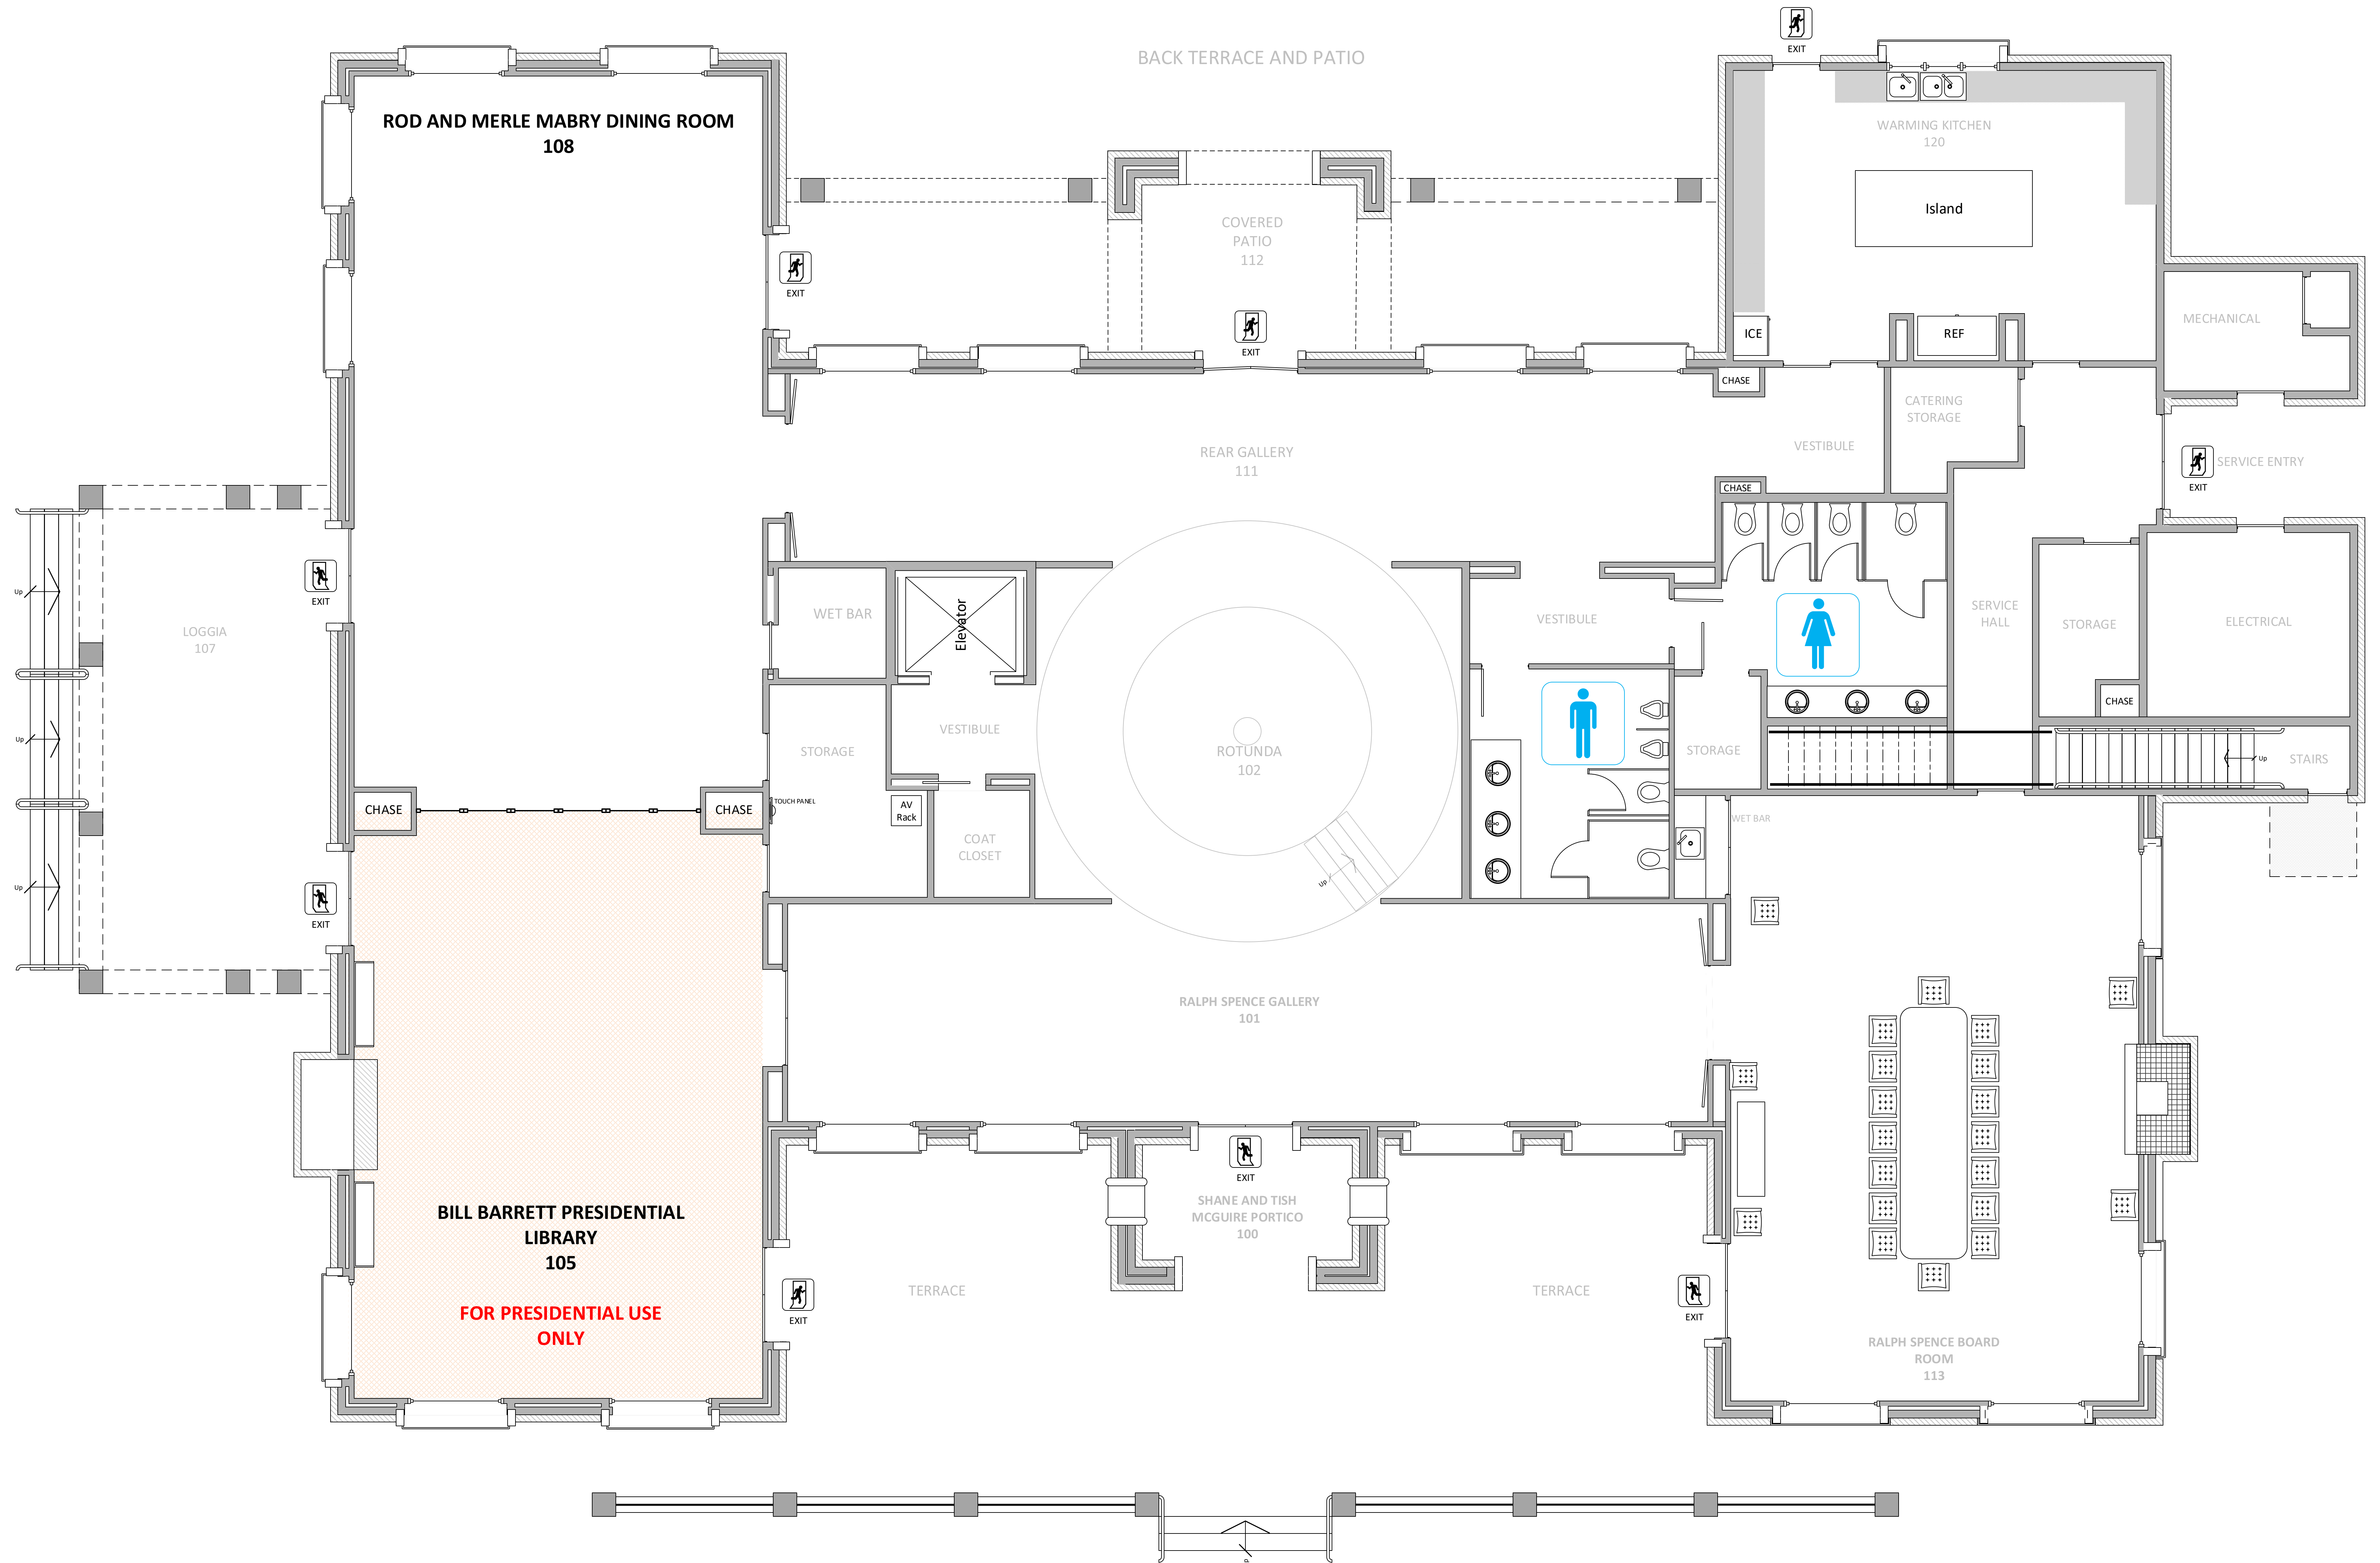 BACK TERRACE AND PATIO
EXIT
ROD AND MERLE MABRY DINING ROOM
108
WARMING KITCHEN
120
Island
COVERED
PATIO
112
EXIT
EXIT
ICE
REF
MECHANICAL
CHASE
CATERING
STORAGE
VESTIBULE
REAR GALLERY
111
SERVICE ENTRY
EXIT
CHASE
EXIT
Up
LOGGIA
107
WET BAR
Elevator
VESTIBULE
SERVICE
HALL
STORAGE
ELECTRICAL
CHASE
Up
VESTIBULE
STORAGE
ROTUNDA
102
STORAGE
Up
STAIRS
CHASE
CHASE
TOUCH PANEL
AV
Rack
COAT
CLOSET
WET BAR
Up
EXIT
Up
RALPH SPENCE GALLERY
101
EXIT
SHANE AND TISH
MCGUIRE PORTICO
100
BILL BARRETT PRESIDENTIAL
LIBRARY
105
FOR PRESIDENTIAL USE
ONLY
EXIT
TERRACE
TERRACE
EXIT
RALPH SPENCE BOARD
ROOM
113